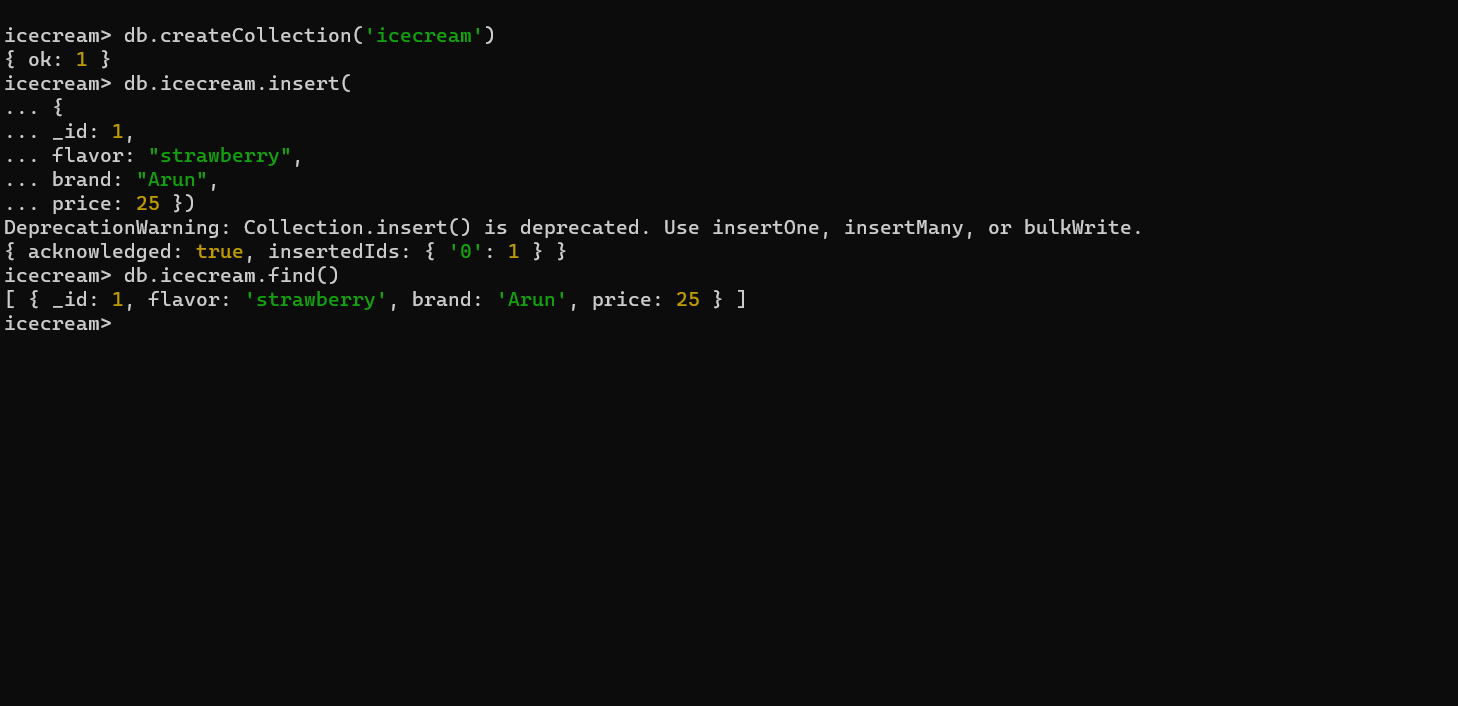 icecream> db.createCollection('icecream')
{ ok: 1 }
icecream> db.icecream.insert(
... {
... _id: 1,
... flavor: "strawberry",
... brand: "Arun",
... price: 25 })
DeprecationWarning: Collection.insert() is deprecated. Use insertOne, insertMany, or bulkWrite.
{ acknowledged: true, insertedIds: { '0': 1 } }
icecream> db.icecream.find()
[ { _id: 1, flavor: 'strawberry', brand: 'Arun', price: 25 } ]
icecream>